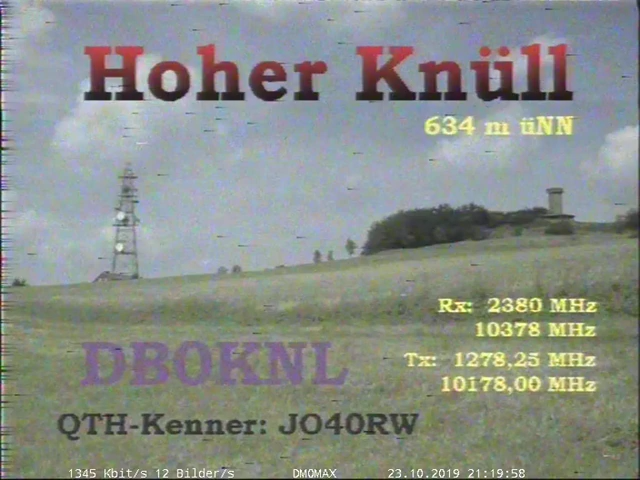 Hoher Knüll
634 m üNN
Rx: 2380 MHz
10378 MHz
Tx: 1278,25 MHz
10178,00 MHz
DB0KNL
QTH-Kenner: JO40RW
1345 Kbit/s 12 Bilder/s DM0MAX 23.10.2019 21:19:58